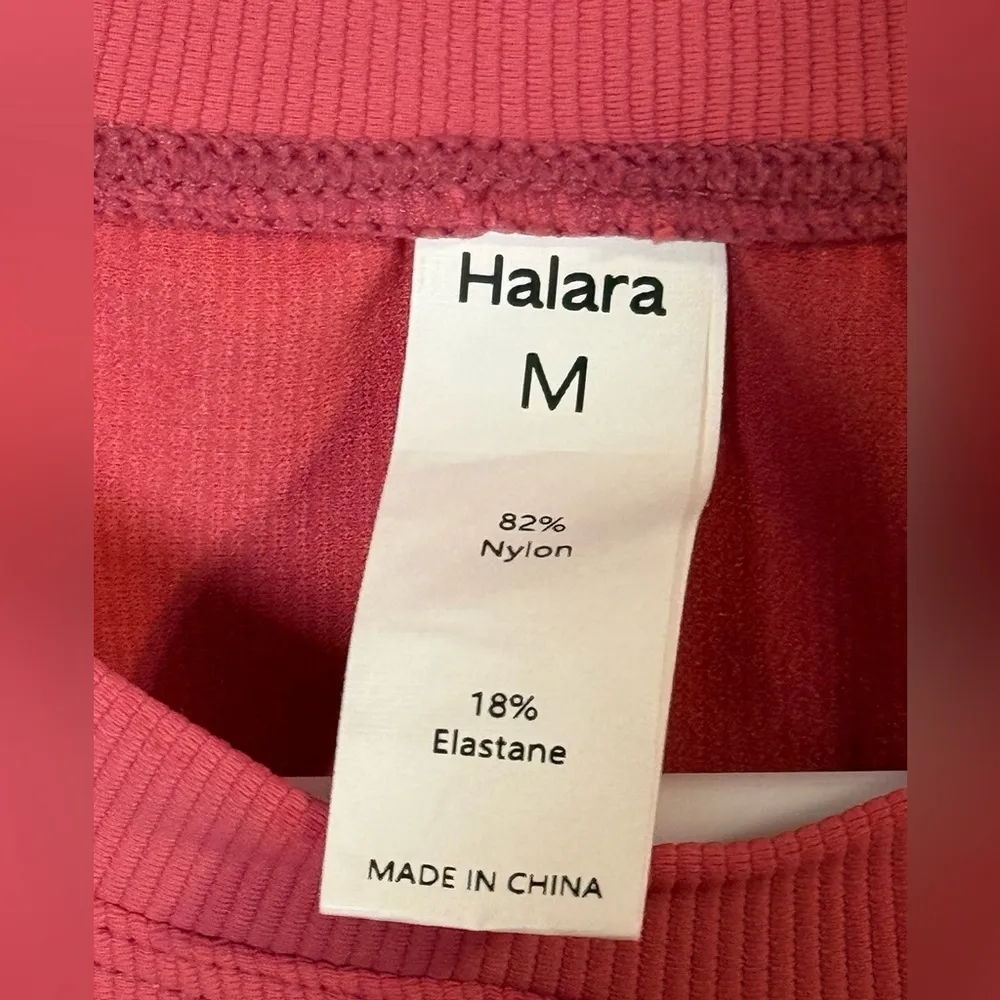 Halara
M
82%
Nylon
18%
Elastane
MADE IN CHINA